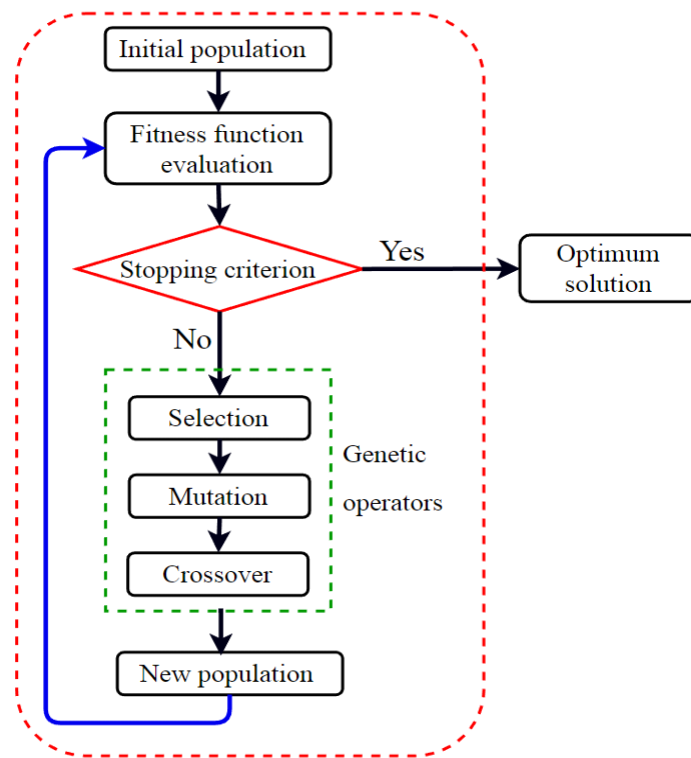 Initial population
Fitness function
evaluation
Stopping criterion
Yes
Optimum
solution
No
Selection
Genetic
Mutation
operators
Crossover
New population